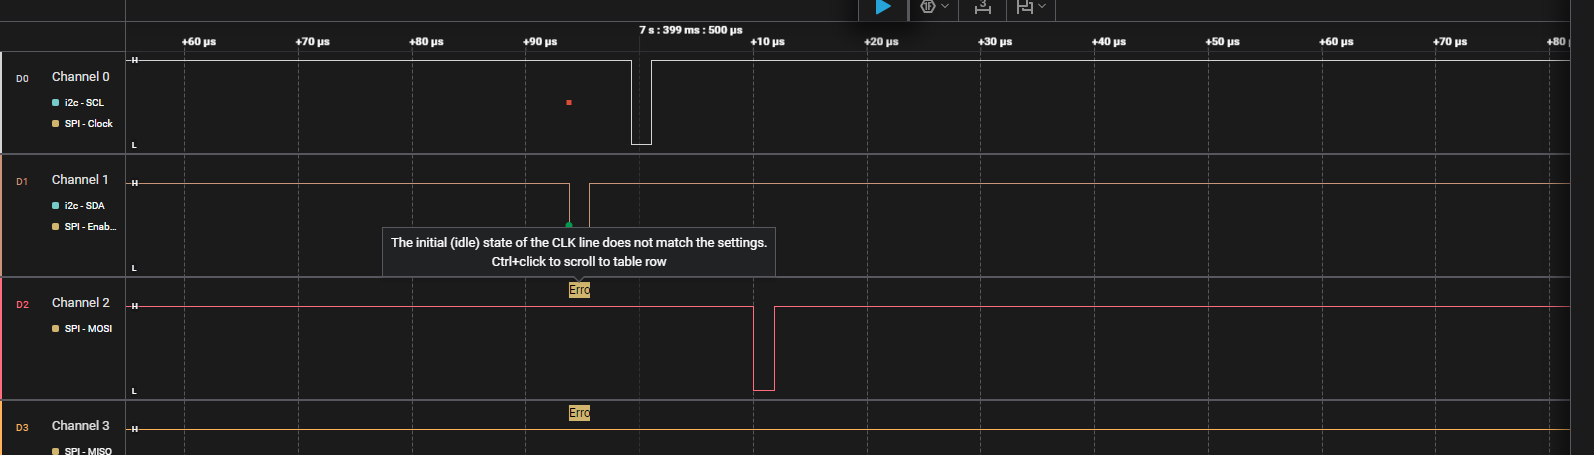 7 s : 399 ms : 500 µs
+60 µs +70 µs +80 µs +90 µs +10 µs +20 µs +30 µs +40 µs +50 µs +60 µs +70 µs +80
D0 Channel 0 H
i2c - SCL
SPI - Clock
L
D1 Channel 1 H
i2c - SDA
SPI - Enab...
L
The initial (idle) state of the CLK line does not match the settings.
Ctrl+click to scroll to table row
Erro
D2 Channel 2 H
SPI - MOSI
L
Erro
D3 Channel 3 H
SPI - MISO